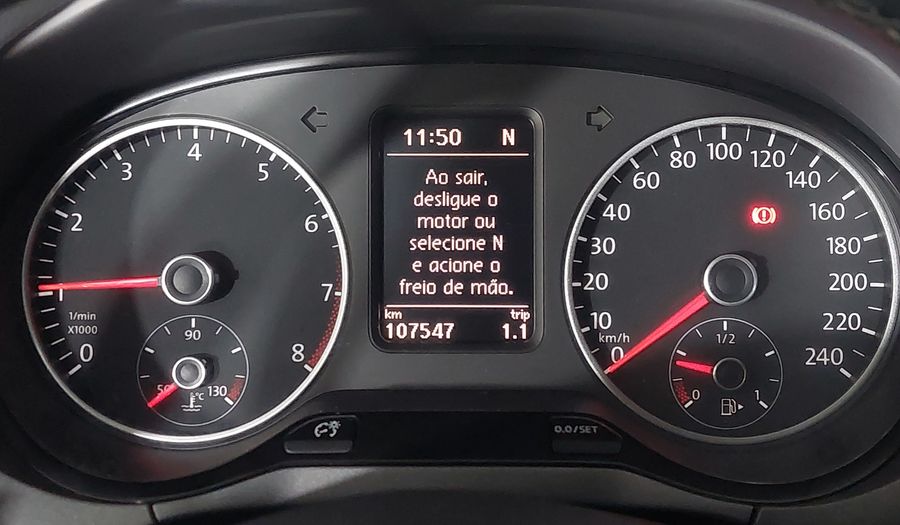 1
2
3
4
5
6
7
8
0
1/min
X1000
90
50
130
°C
11:50 N
Ao sair,
desligue o
motor ou
selecione N
e acione o
freio de mão.
km trip
107547 1.1
0
10
20
30
40
60
80
100
120
140
160
180
200
220
240
km/h
1/2
0
1
0.0/SET